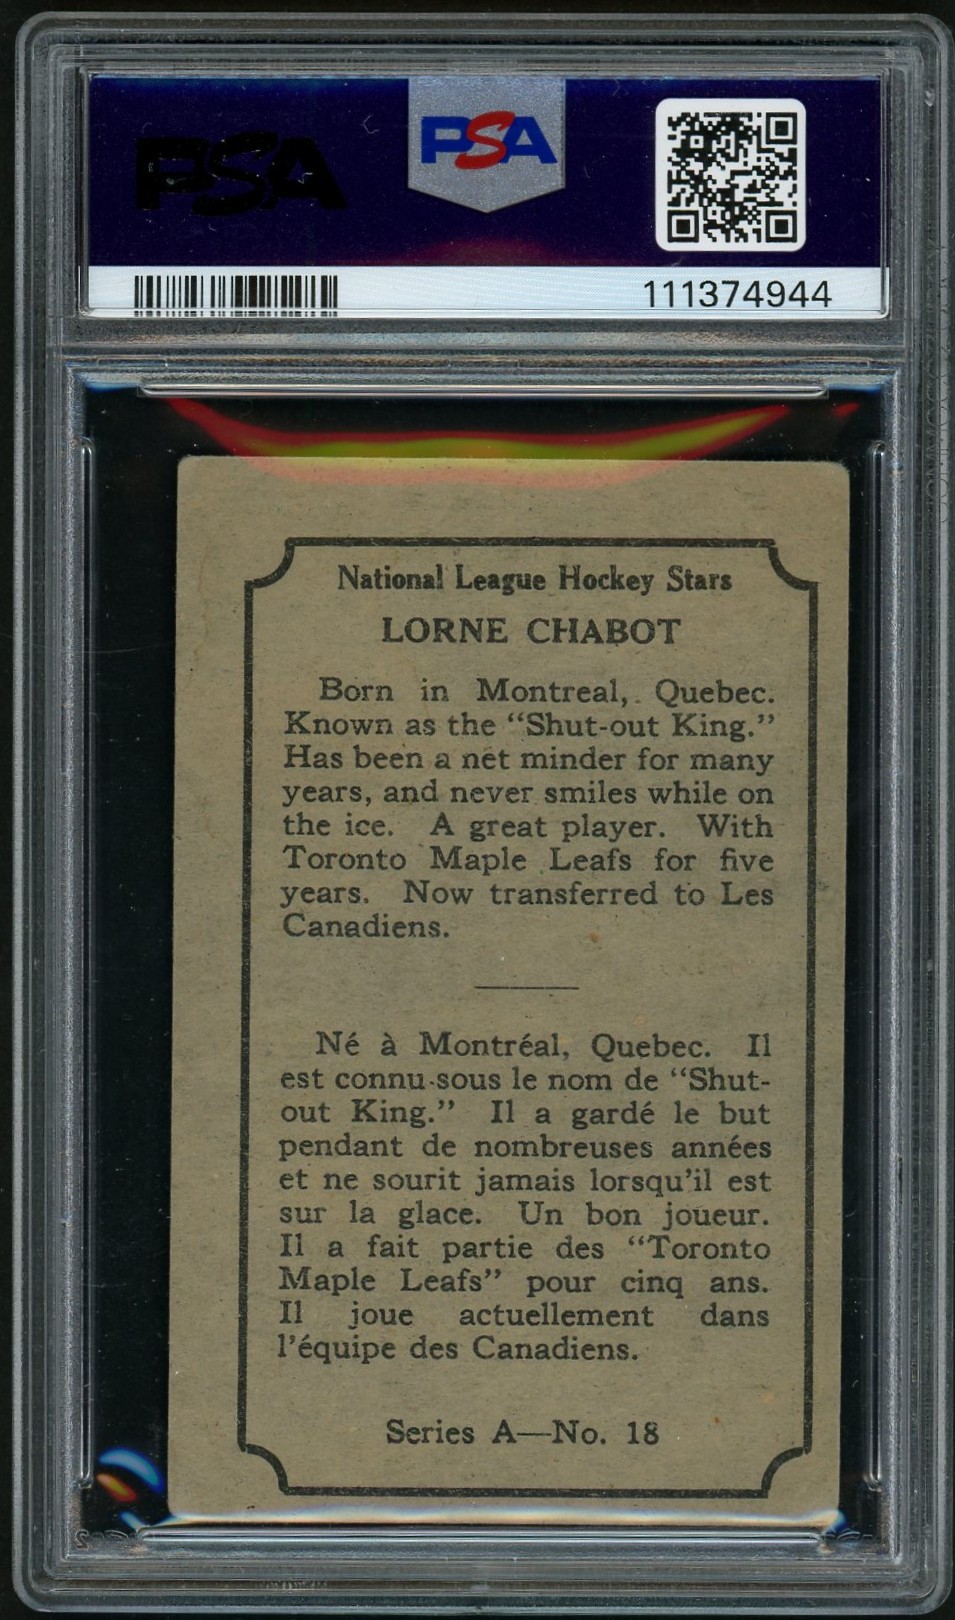 PSA
PSA
111374944
National League Hockey Stars
LORNE CHABOT
Born in Montreal, Quebec.
Known as the "Shut-out King."
Has been a net minder for many
years, and never smiles while on
the ice. A great player. With
Toronto Maple Leafs for five
years. Now transferred to Les
Canadiens.
Né à Montréal, Quebec. Il
est connu sous le nom de "Shut-
out King." Il a gardé le but
pendant de nombreuses années
et ne sourit jamais lorsqu'il est
sur la glace. Un bon joueur.
Il a fait partie des "Toronto
Maple Leafs" pour cinq ans.
Il joue actuellement dans
l'équipe des Canadiens.
Series A—No. 18